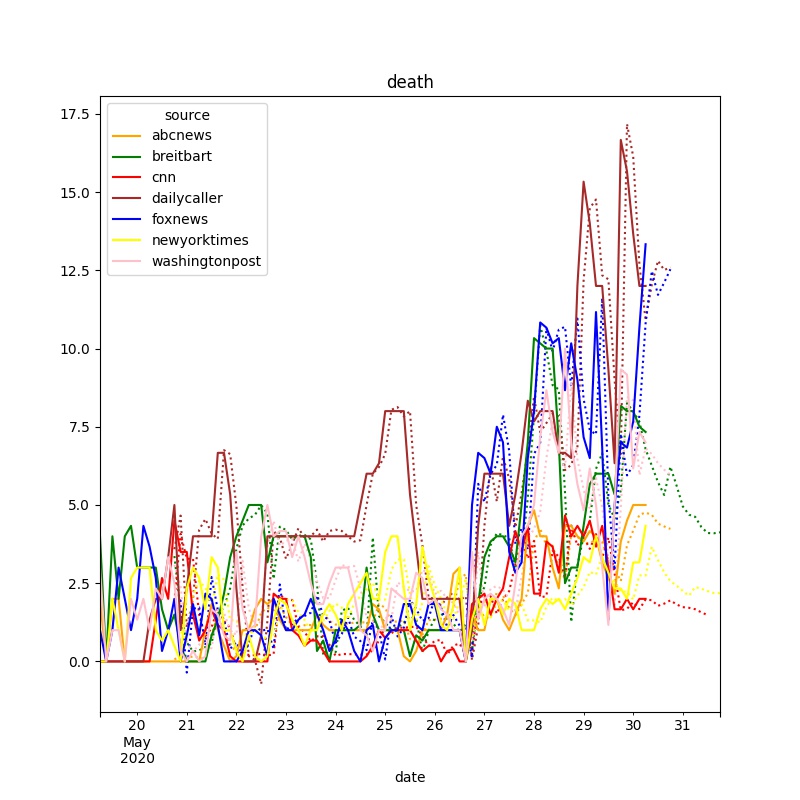 death
17.5
15.0
12.5
10.0
7.5
5.0
2.5
0.0
source
abcnews
breitbart
cnn
dailycaller
foxnews
newyorktimes
washingtonpost
20 21 22 23 24 25 26 27 28 29 30 31
May
2020
date